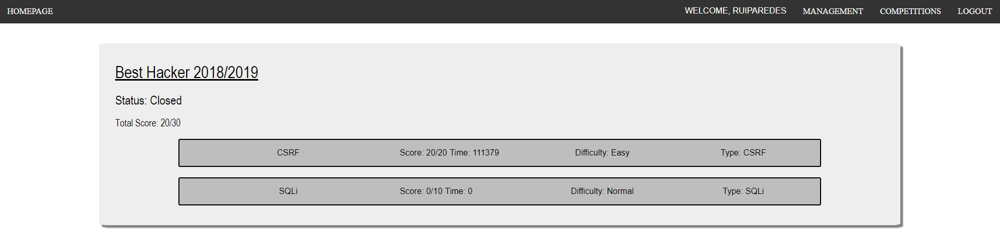 HOMEPAGE WELCOME, RUIPAREDES MANAGEMENT COMPETITIONS LOGOUT
Best Hacker 2018/2019
Status: Closed
Total Score: 20/30
CSRF Score: 20/20 Time: 111379 Difficulty: Easy Type: CSRF
SQLi Score: 0/10 Time: 0 Difficulty: Normal Type: SQLi